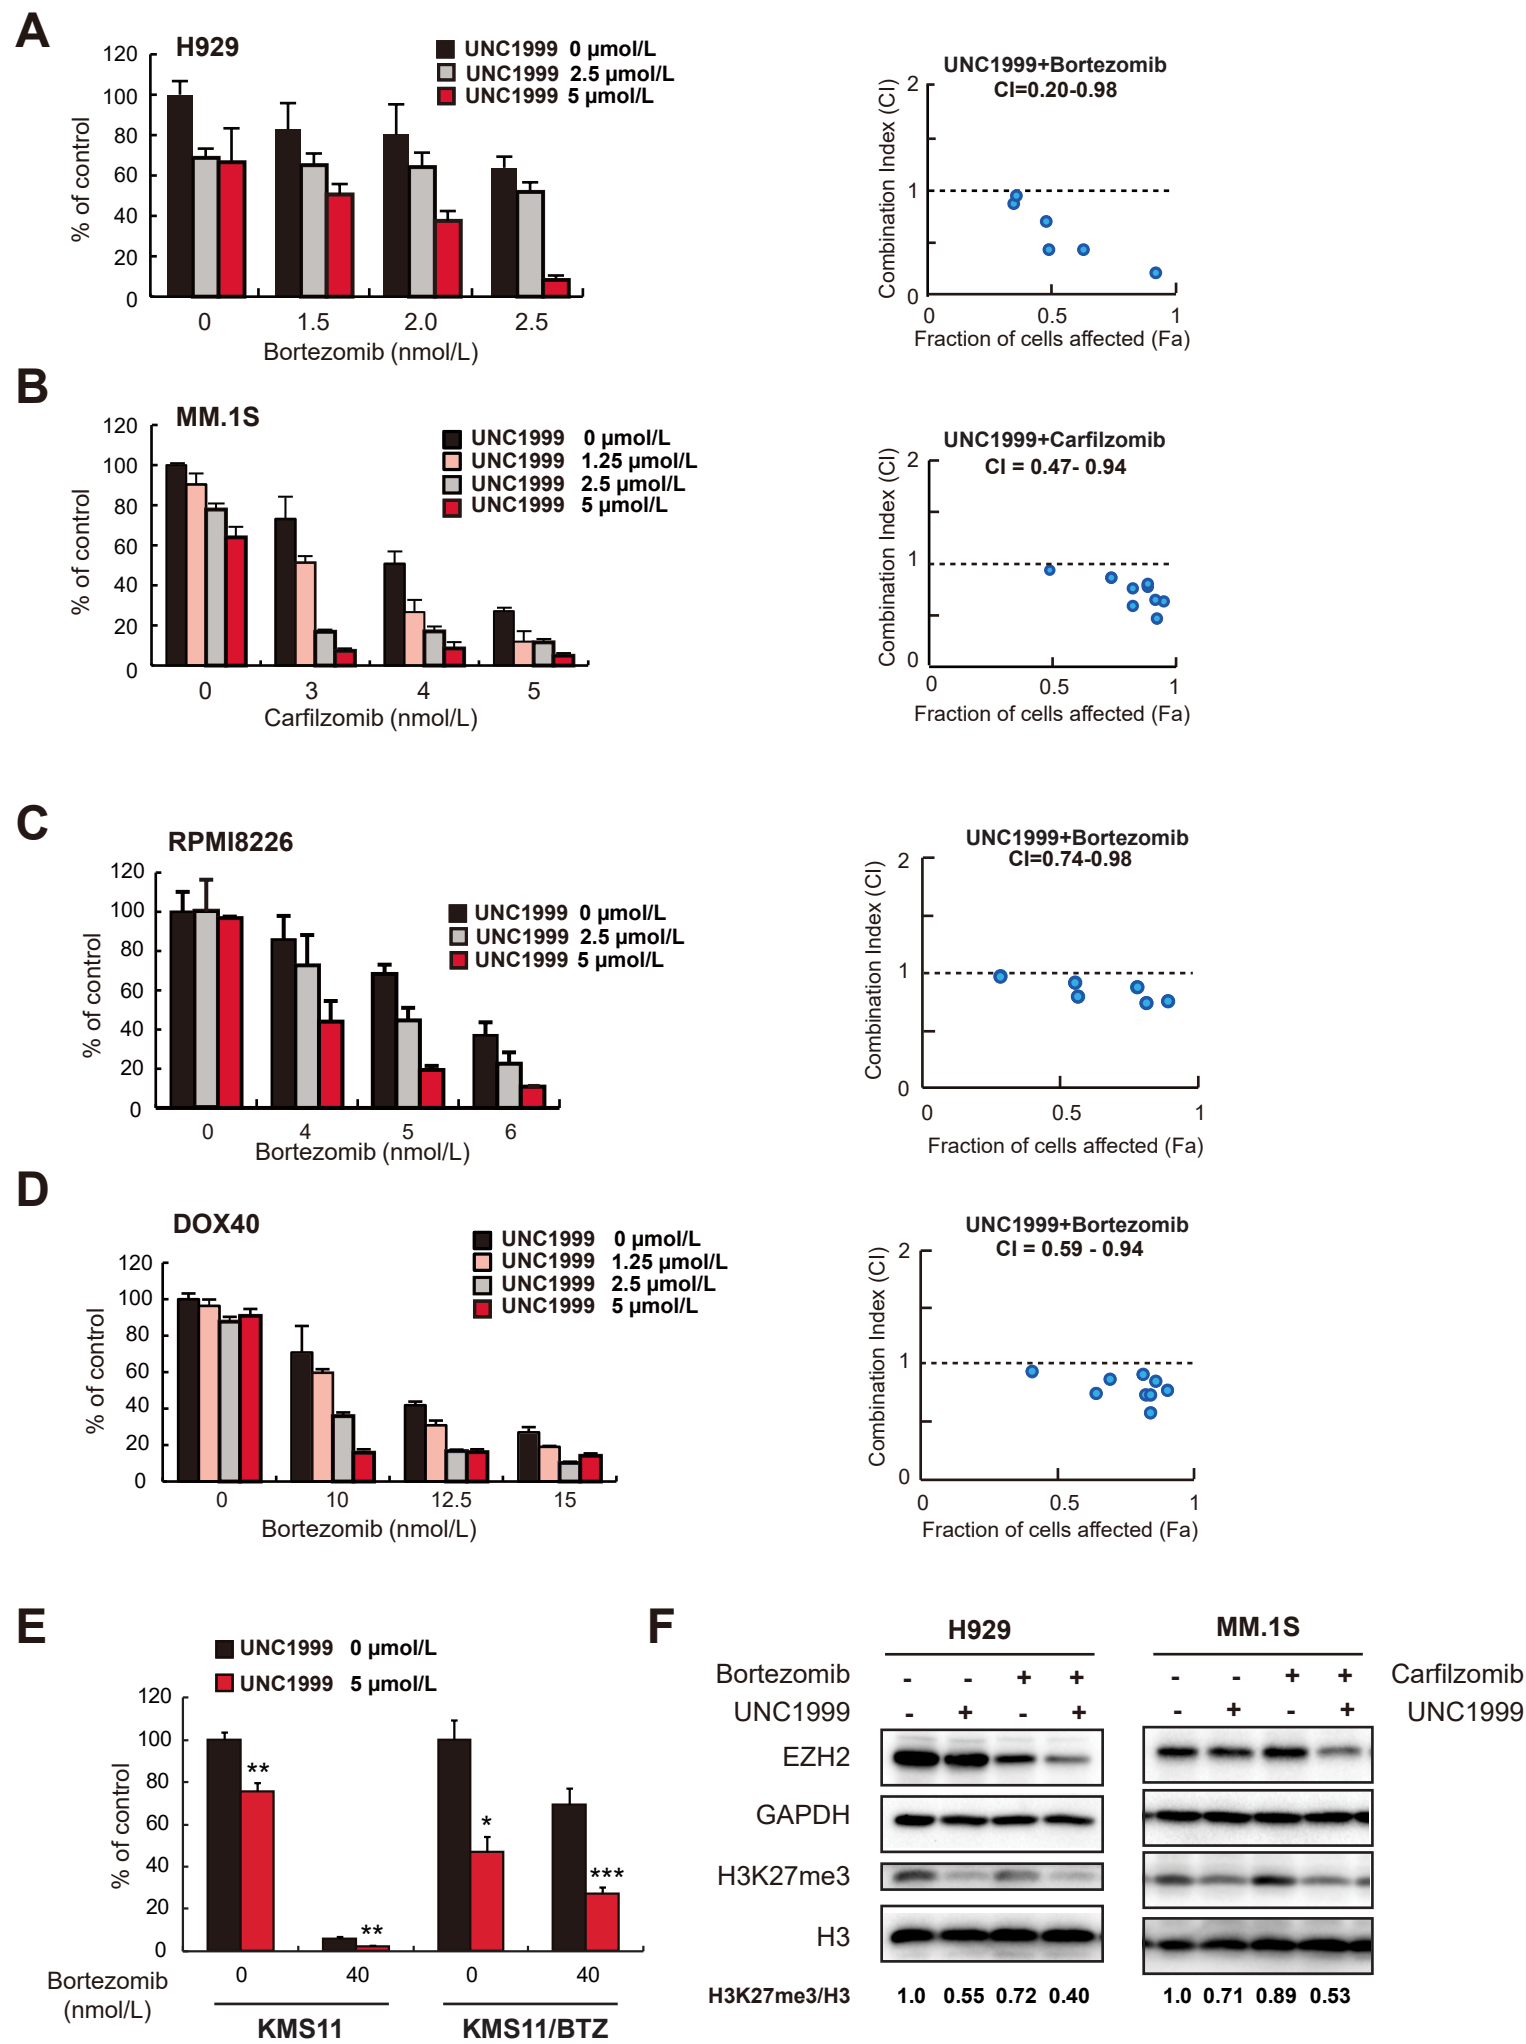 A
H929
UNC1999 0 µmol/L
UNC1999 2.5 µmol/L
UNC1999 5 µmol/L
120
100
80
60
40
20
0
% of control
0 1.5 2.0 2.5
Bortezomib (nmol/L)
UNC1999+Bortezomib
CI=0.20-0.98
2
1
0
Combination Index (CI)
0 0.5 1
Fraction of cells affected (Fa)
B
MM.1S
UNC1999 0 µmol/L
UNC1999 1.25 µmol/L
UNC1999 2.5 µmol/L
UNC1999 5 µmol/L
120
100
80
60
40
20
0
% of control
0 3 4 5
Carfilzomib (nmol/L)
UNC1999+Carfilzomib
CI = 0.47- 0.94
2
1
0
Combination Index (CI)
0 0.5 1
Fraction of cells affected (Fa)
C
RPMI8226
UNC1999 0 µmol/L
UNC1999 2.5 µmol/L
UNC1999 5 µmol/L
120
100
80
60
40
20
0
% of control
0 4 5 6
Bortezomib (nmol/L)
UNC1999+Bortezomib
CI=0.74-0.98
2
1
0
Combination Index (CI)
0 0.5 1
Fraction of cells affected (Fa)
D
DOX40
UNC1999 0 µmol/L
UNC1999 1.25 µmol/L
UNC1999 2.5 µmol/L
UNC1999 5 µmol/L
120
100
80
60
40
20
0
% of control
0 10 12.5 15
Bortezomib (nmol/L)
UNC1999+Bortezomib
CI = 0.59 - 0.94
2
1
0
Combination Index (CI)
0 0.5 1
Fraction of cells affected (Fa)
E
UNC1999 0 µmol/L
UNC1999 5 µmol/L
120
100
80
60
40
20
0
% of control
** ** * ***
Bortezomib (nmol/L)
0 40 0 40
KMS11 KMS11/BTZ
F
H929 MM.1S
Bortezomib - - + + - - + + Carfilzomib
UNC1999 - + - + - + - + UNC1999
EZH2
GAPDH
H3K27me3
H3
H3K27me3/H3 1.0 0.55 0.72 0.40 1.0 0.71 0.89 0.53